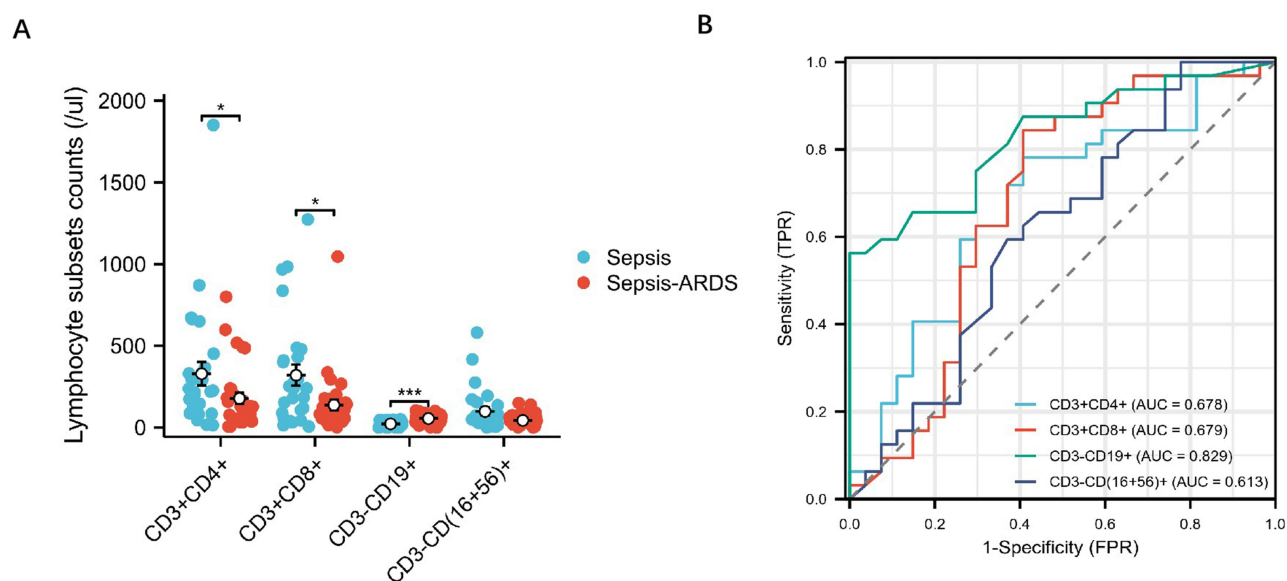 A
Lymphocyte subsets counts (/ul)
2000
1500
1000
500
0
*
*
***
CD3+CD4+
CD3+CD8+
CD3-CD19+
CD3-CD(16+56)+
Sepsis
Sepsis-ARDS
B
Sensitivity (TPR)
1.0
0.8
0.6
0.4
0.2
0.0
CD3+CD4+ (AUC = 0.678)
CD3+CD8+ (AUC = 0.679)
CD3-CD19+ (AUC = 0.829)
CD3-CD(16+56)+ (AUC = 0.613)
0.0 0.2 0.4 0.6 0.8 1.0
1-Specificity (FPR)